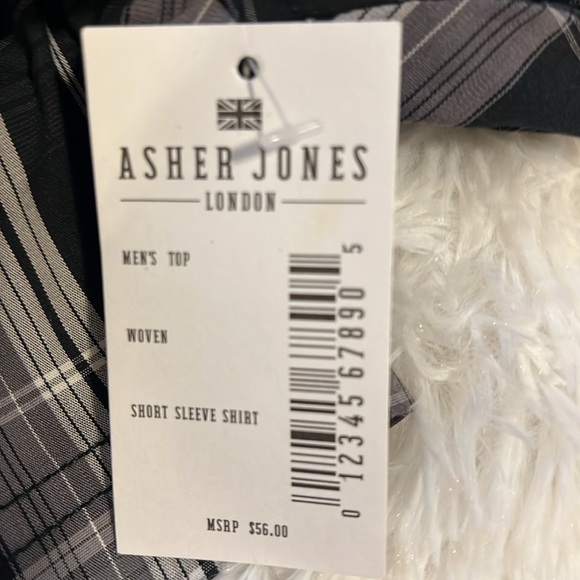 ASHER JONES
LONDON
MEN'S TOP
WOVEN
SHORT SLEEVE SHIRT
0 12345 67890 5
MSRP $56.00